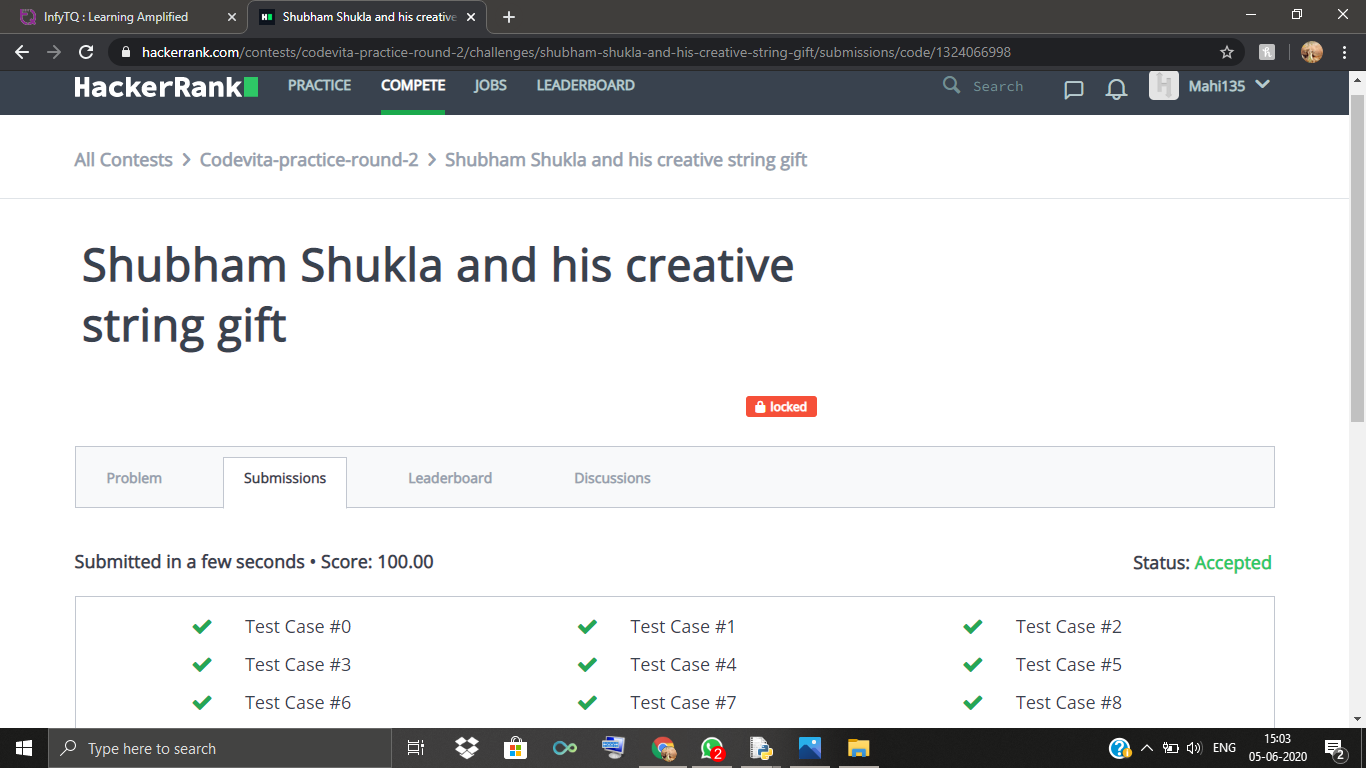 InfyTQ : Learning Amplified
Shubham Shukla and his creative
hackerrank.com/contests/codevita-practice-round-2/challenges/shubham-shukla-and-his-creative-string-gift/submissions/code/1324066998
HackerRank PRACTICE COMPETE JOBS LEADERBOARD Search Mahi135
All Contests > Codevita-practice-round-2 > Shubham Shukla and his creative string gift
Shubham Shukla and his creative
string gift
locked
Problem Submissions Leaderboard Discussions
Submitted in a few seconds • Score: 100.00 Status: Accepted
Test Case #0 Test Case #1 Test Case #2
Test Case #3 Test Case #4 Test Case #5
Test Case #6 Test Case #7 Test Case #8
Type here to search 2 ENG 15:03
05-06-2020 2